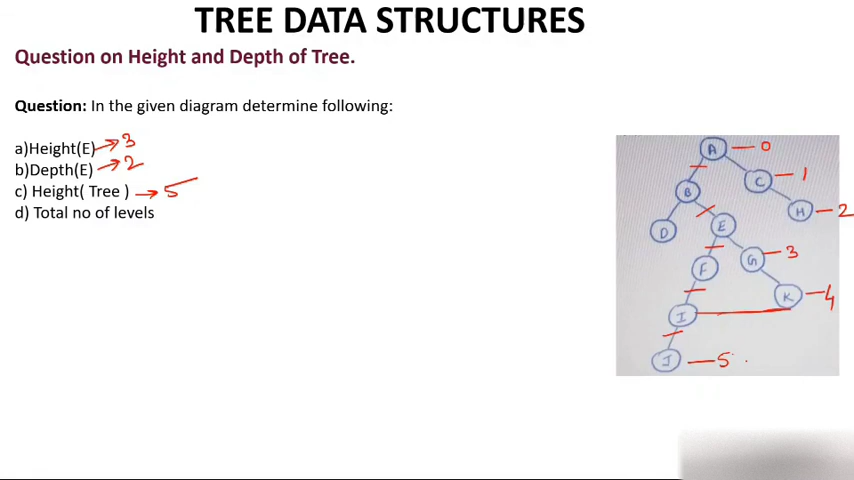 TREE DATA STRUCTURES
Question on Height and Depth of Tree.
Question: In the given diagram determine following:
a)Height(E) → 3
b)Depth(E) → 2
c) Height( Tree ) → 5
d) Total no of levels
A — 0
C — 1
B
H — 2
D
E
G — 3
F
K — 4
I
J — 5